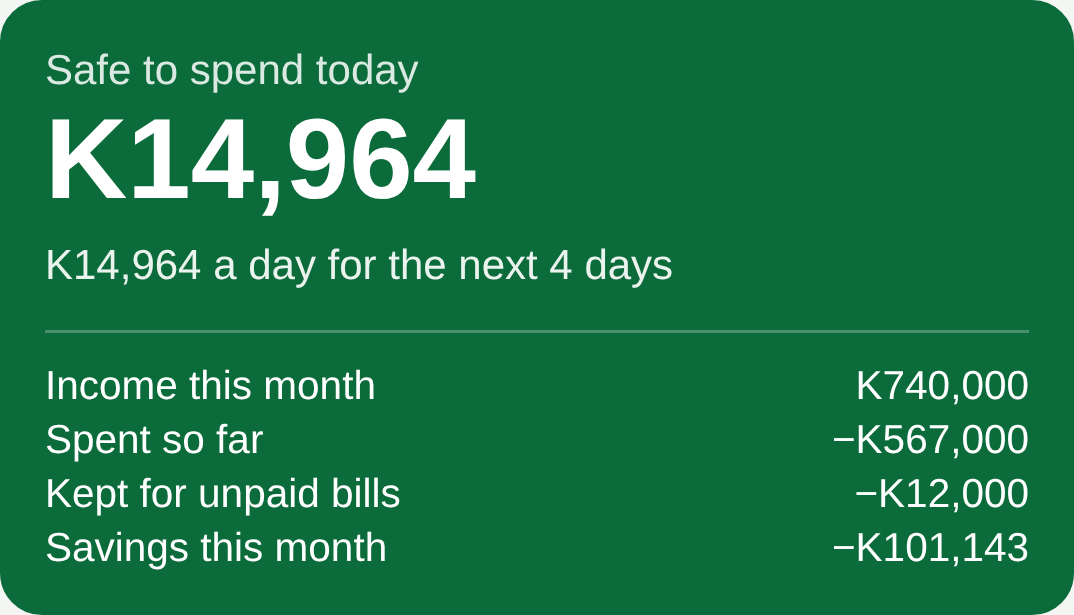 Safe to spend today
K14,964
K14,964 a day for the next 4 days
Income this month K740,000
Spent so far −K567,000
Kept for unpaid bills −K12,000
Savings this month −K101,143